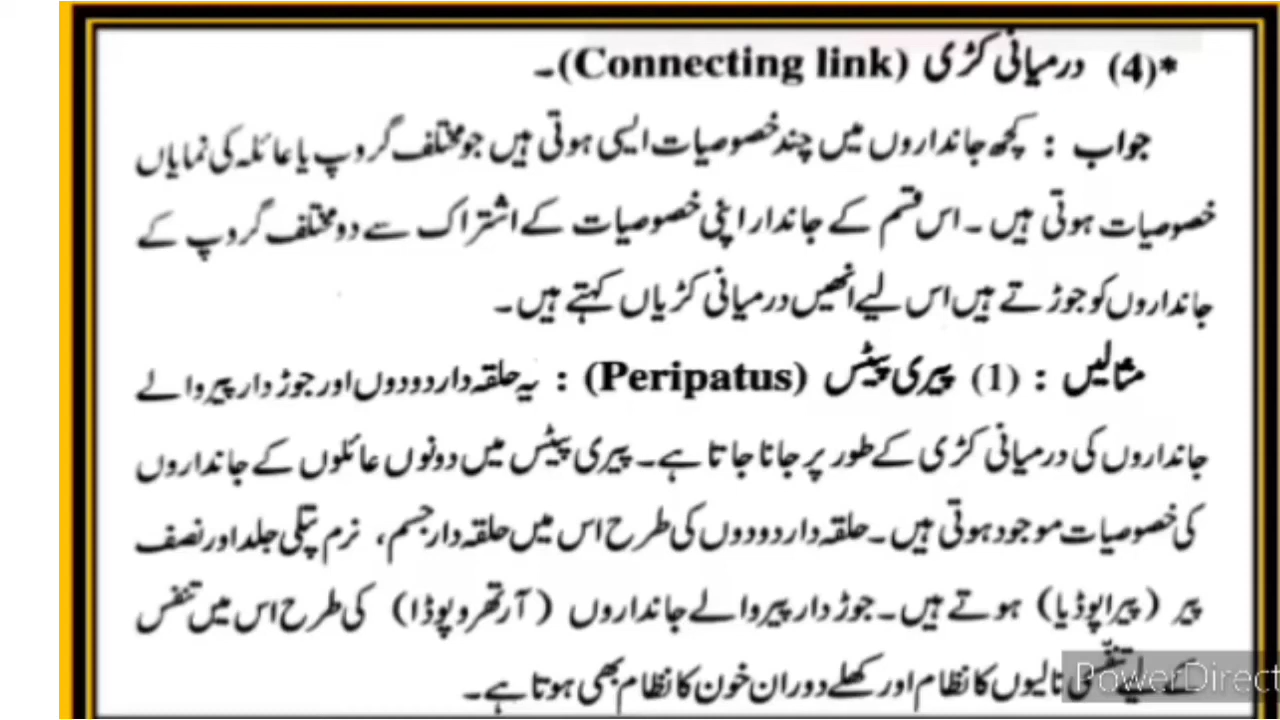 *(4) درمیانی کڑی (Connecting link)۔
جواب : کچھ جانداروں میں چند خصوصیات ایسی ہوتی ہیں جو مختلف گروپ یا عائلہ کی نمایاں
خصوصیات ہوتی ہیں ۔ اس قسم کے جاندار اپنی خصوصیات کے اشتراک سے دو مختلف گروپ کے
جانداروں کو جوڑتے ہیں اس لیے انھیں درمیانی کڑیاں کہتے ہیں۔
مثالیں : (1) پیری پیٹس (Peripatus) : یہ حلقہ دار دودوں اور جوڑ دار پیر والے
جانداروں کی درمیانی کڑی کے طور پر جانا جاتا ہے۔ پیری پیٹس میں دونوں عائلوں کے جانداروں
کی خصوصیات موجود ہوتی ہیں۔ حلقہ دار دودوں کی طرح اس میں حلقہ دار جسم، نرم پتلی جلد اور نصف
پیر (پیراپوڈیا) ہوتے ہیں۔ جوڑ دار پیر والے جانداروں (آرتھروپوڈا) کی طرح اس میں تنفس
کے لیے تنفسی نالیوں کا نظام اور کھلے دوران خون کا نظام بھی ہوتا ہے۔
PowerDirect